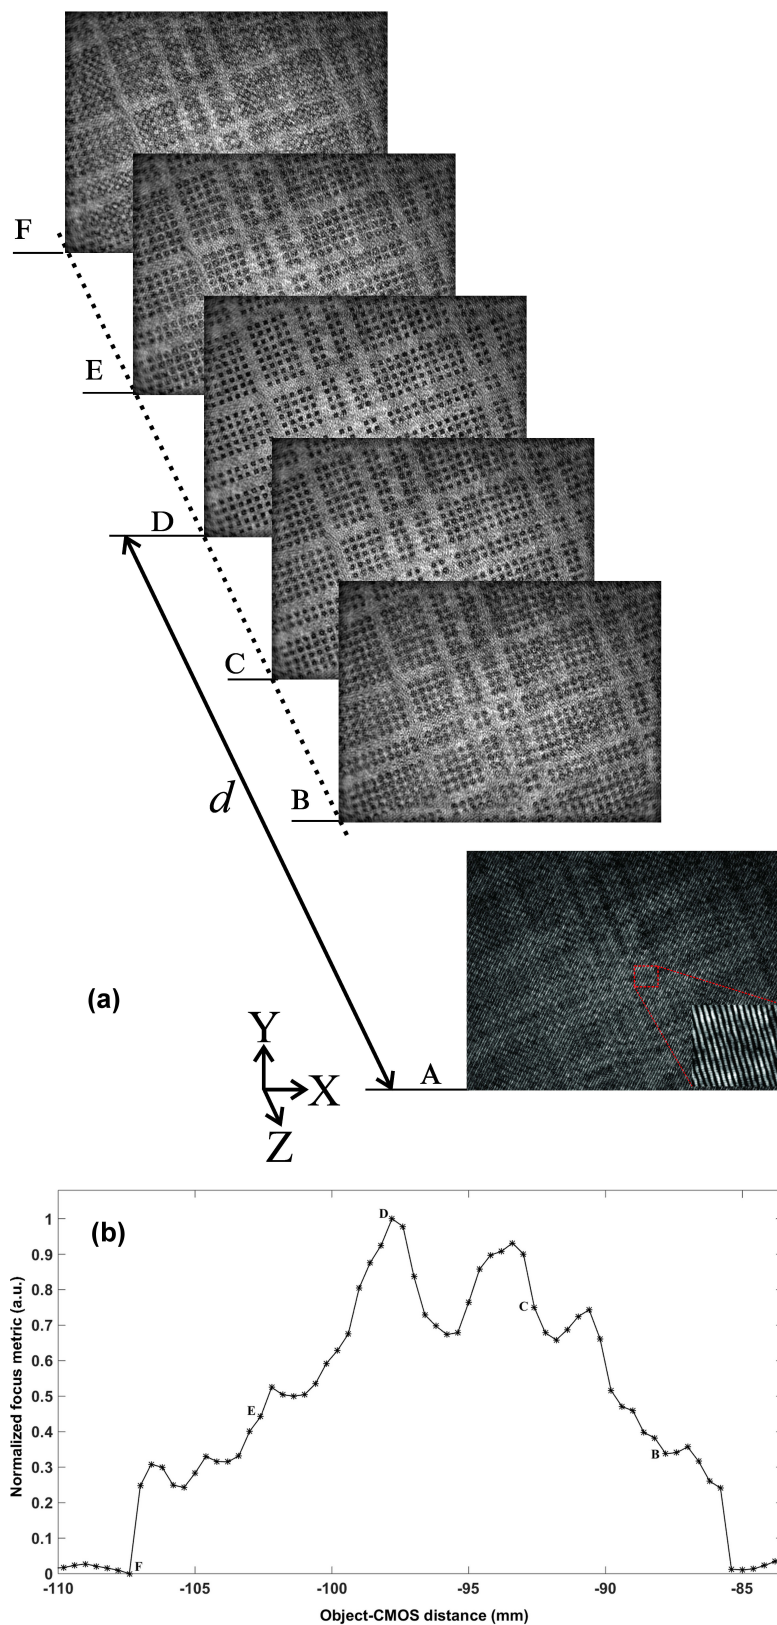 F
E
D
C
d
B
(a)
A
Y
X
Z
(b)
Normalized focus metric (a.u.)
1
0.9
0.8
0.7
0.6
0.5
0.4
0.3
0.2
0.1
0
D
C
E
B
F
-110
-105
-100
-95
-90
-85
Object-CMOS distance (mm)